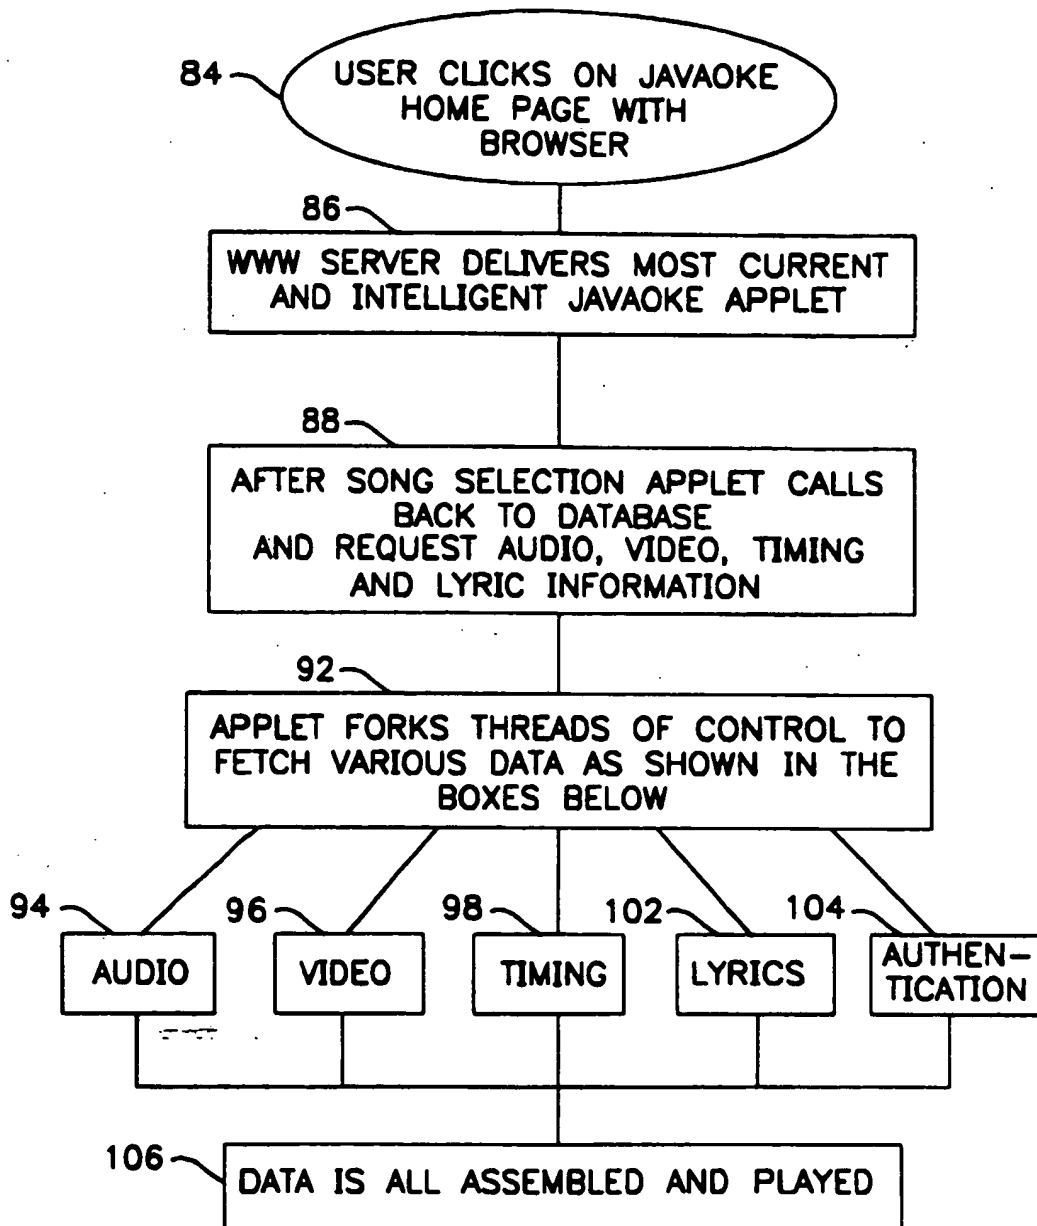 84
USER CLICKS ON JAVAOKE
HOME PAGE WITH
BROWSER
86
WWW SERVER DELIVERS MOST CURRENT
AND INTELLIGENT JAVAOKE APPLET
88
AFTER SONG SELECTION APPLET CALLS
BACK TO DATABASE
AND REQUEST AUDIO, VIDEO, TIMING
AND LYRIC INFORMATION
92
APPLET FORKS THREADS OF CONTROL TO
FETCH VARIOUS DATA AS SHOWN IN THE
BOXES BELOW
94
AUDIO
96
VIDEO
98
TIMING
102
LYRICS
104
AUTHEN-
TICATION
106
DATA IS ALL ASSEMBLED AND PLAYED